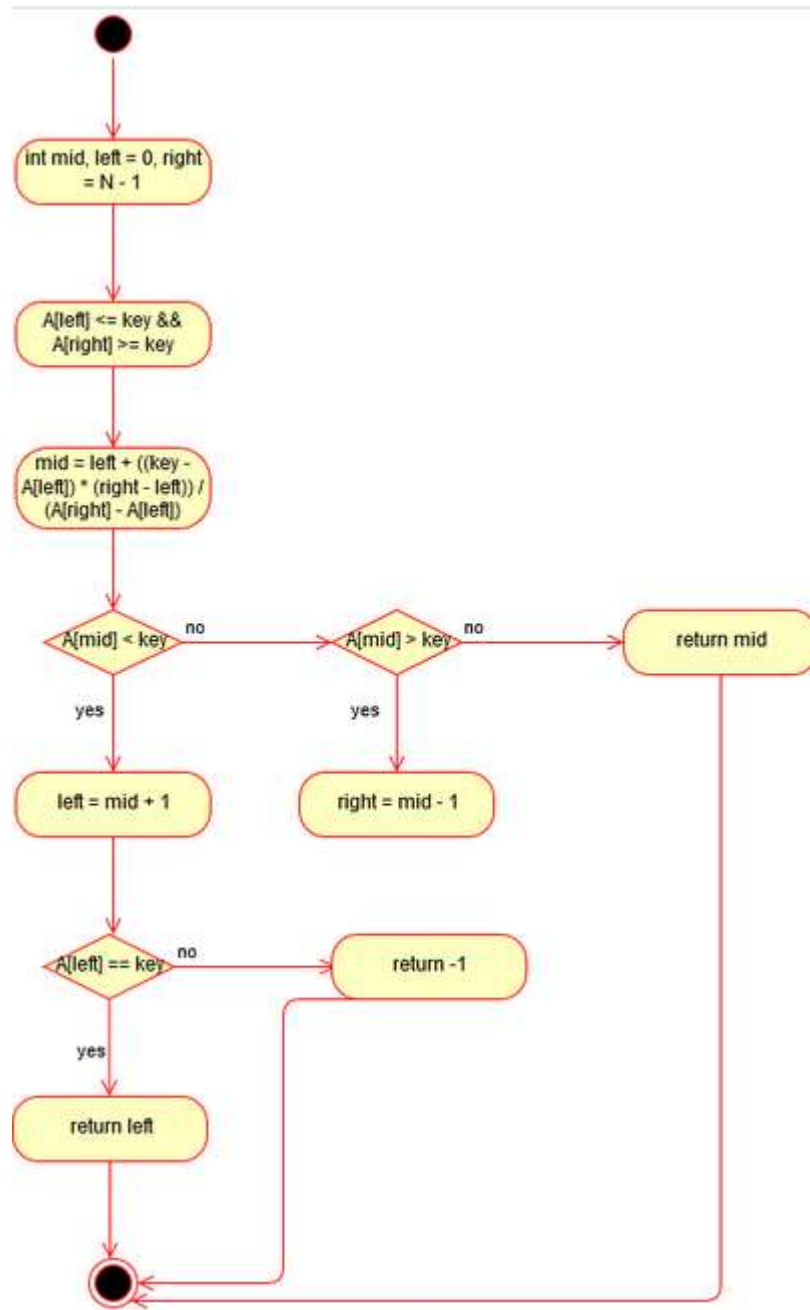 int mid, left = 0, right
= N - 1
A[left] <= key &&
A[right] >= key
mid = left + ((key -
A[left]) * (right - left)) /
(A[right] - A[left])
A[mid] < key
no
A[mid] > key
no
return mid
yes
yes
left = mid + 1
right = mid - 1
A[left] == key
no
return -1
yes
return left